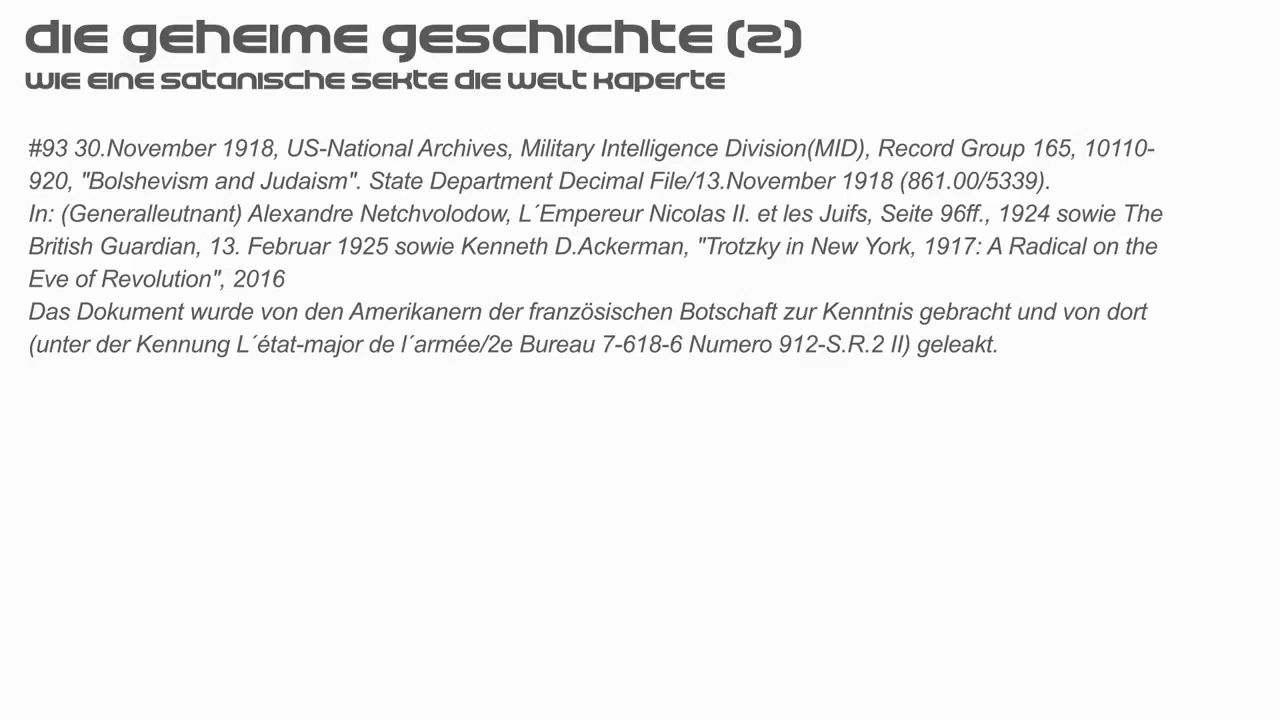 die geheime geschichte (2)
wie eine satanische sekte die welt kaperte
#93 30.November 1918, US-National Archives, Military Intelligence Division(MID), Record Group 165, 10110-
920, "Bolshevism and Judaism". State Department Decimal File/13.November 1918 (861.00/5339).
In: (Generalleutnant) Alexandre Netchvolodow, L´Empereur Nicolas II. et les Juifs, Seite 96ff., 1924 sowie The
British Guardian, 13. Februar 1925 sowie Kenneth D.Ackerman, "Trotzky in New York, 1917: A Radical on the
Eve of Revolution", 2016
Das Dokument wurde von den Amerikanern der französischen Botschaft zur Kenntnis gebracht und von dort
(unter der Kennung L´état-major de l´armée/2e Bureau 7-618-6 Numero 912-S.R.2 II) geleakt.